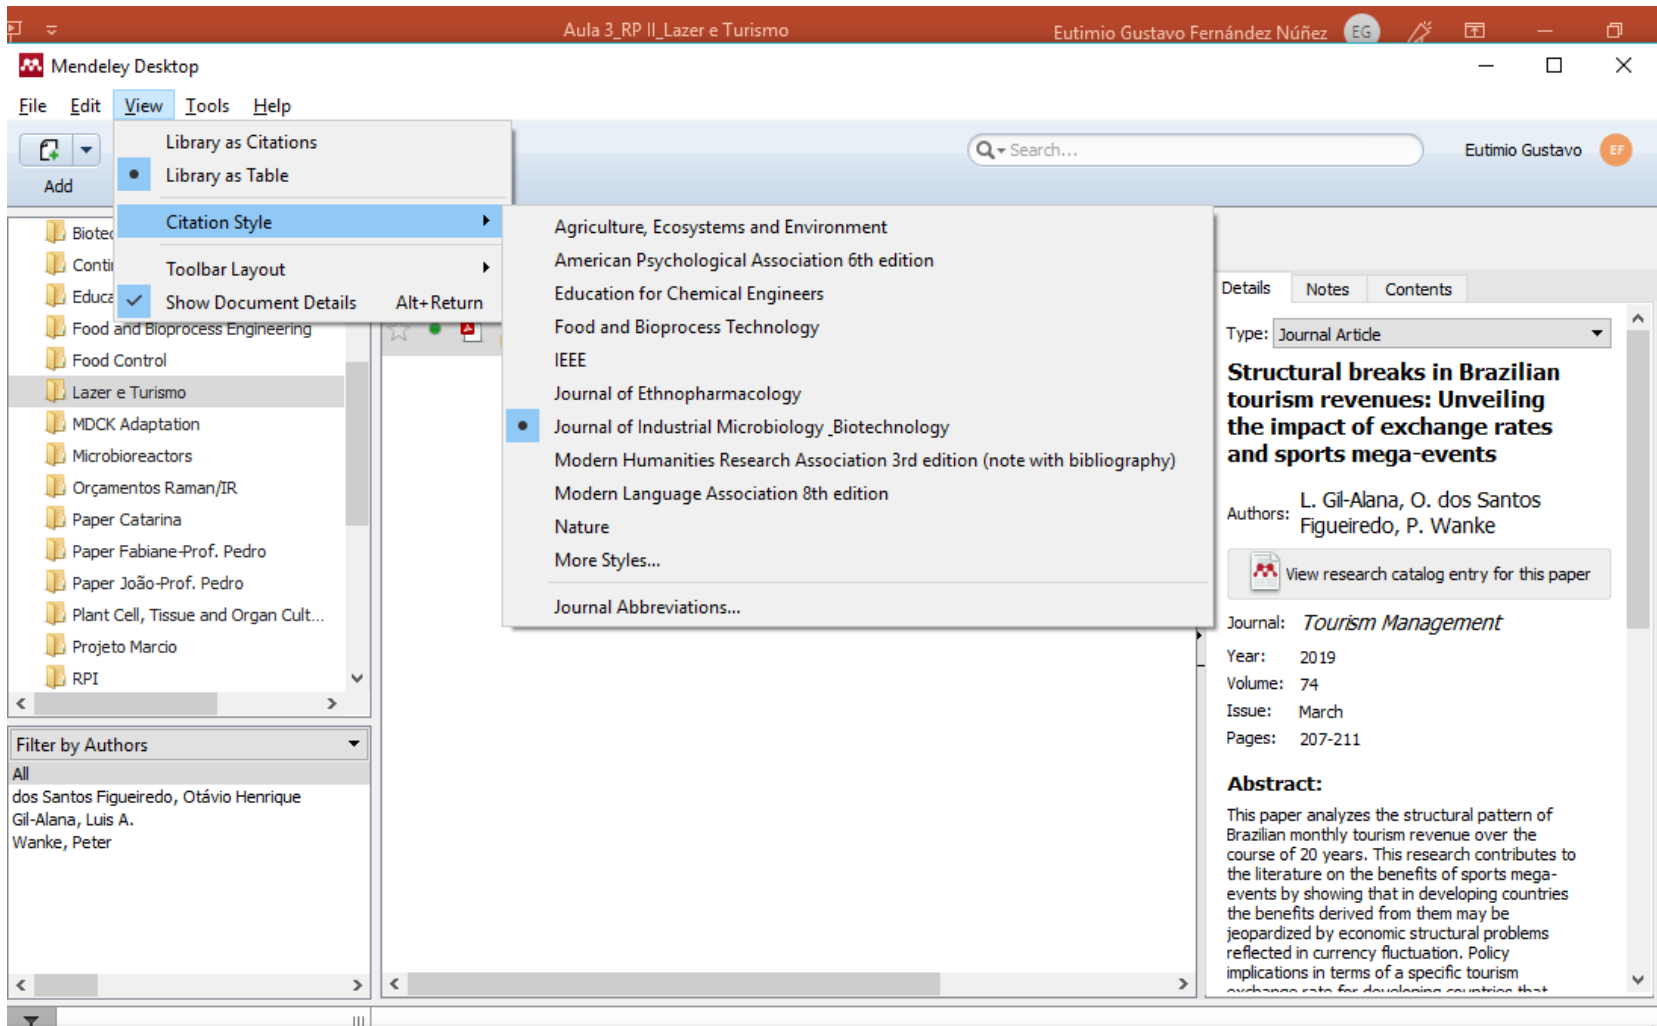 Aula 3_RP II_Lazer e Turismo
Eutimio Gustavo Fernández Núñez
EG
Mendeley Desktop
File Edit View Tools Help
Add
Search...
Eutimio Gustavo
EF
Library as Citations
Library as Table
Citation Style
Toolbar Layout
Show Document Details Alt+Return
Agriculture, Ecosystems and Environment
American Psychological Association 6th edition
Education for Chemical Engineers
Food and Bioprocess Technology
IEEE
Journal of Ethnopharmacology
Journal of Industrial Microbiology _Biotechnology
Modern Humanities Research Association 3rd edition (note with bibliography)
Modern Language Association 8th edition
Nature
More Styles...
Journal Abbreviations...
Biotec
Conti
Educa
Food and Bioprocess Engineering
Food Control
Lazer e Turismo
MDCK Adaptation
Microbioreactors
Orçamentos Raman/IR
Paper Catarina
Paper Fabiane-Prof. Pedro
Paper João-Prof. Pedro
Plant Cell, Tissue and Organ Cult...
Projeto Marcio
RPI
Filter by Authors
All
dos Santos Figueiredo, Otávio Henrique
Gil-Alana, Luis A.
Wanke, Peter
Details Notes Contents
Type: Journal Article
Structural breaks in Brazilian
tourism revenues: Unveiling
the impact of exchange rates
and sports mega-events
Authors: L. Gil-Alana, O. dos Santos
Figueiredo, P. Wanke
View research catalog entry for this paper
Journal: Tourism Management
Year: 2019
Volume: 74
Issue: March
Pages: 207-211
Abstract:
This paper analyzes the structural pattern of
Brazilian monthly tourism revenue over the
course of 20 years. This research contributes to
the literature on the benefits of sports mega-
events by showing that in developing countries
the benefits derived from them may be
jeopardized by economic structural problems
reflected in currency fluctuation. Policy
implications in terms of a specific tourism
exchange rate for developing countries that